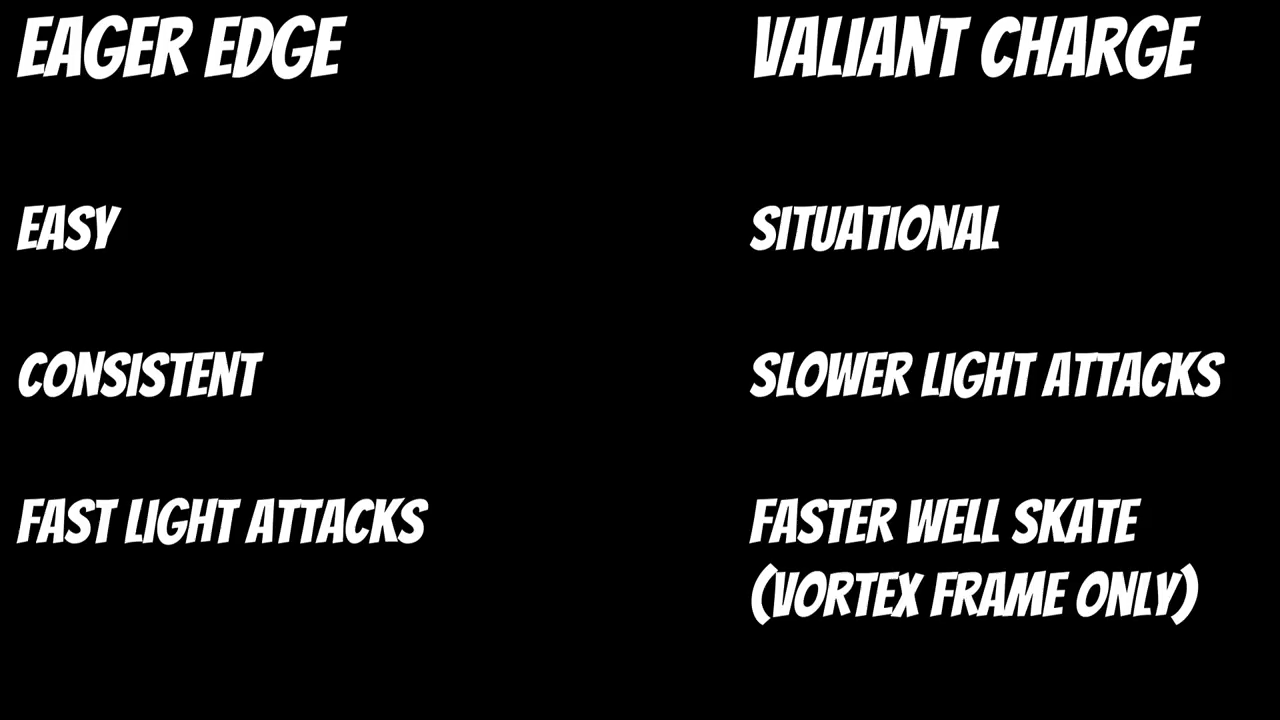 EAGER EDGE
EASY
CONSISTENT
FAST LIGHT ATTACKS
VALIANT CHARGE
SITUATIONAL
SLOWER LIGHT ATTACKS
FASTER WELL SKATE
(VORTEX FRAME ONLY)